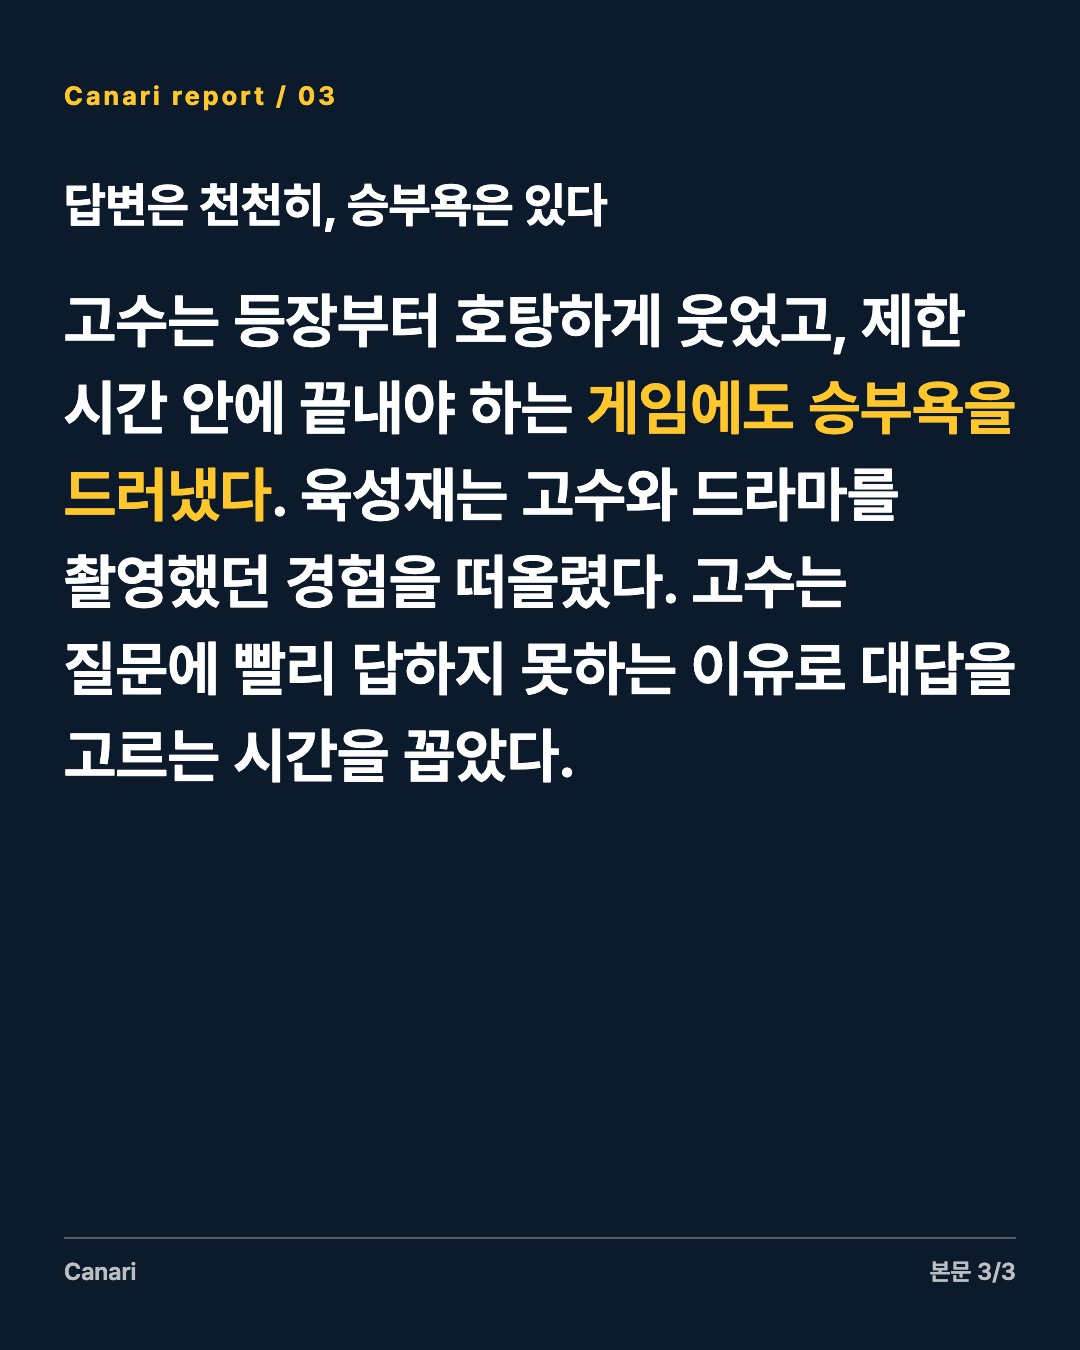 Canari report / 03
답변은 천천히, 승부욕은 있다
고수는 등장부터 호탕하게 웃었고, 제한
시간 안에 끝내야 하는 게임에도 승부욕을
드러냈다. 육성재는 고수와 드라마를
촬영했던 경험을 떠올렸다. 고수는
질문에 빨리 답하지 못하는 이유로 대답을
고르는 시간을 꼽았다.
Canari
본문 3/3